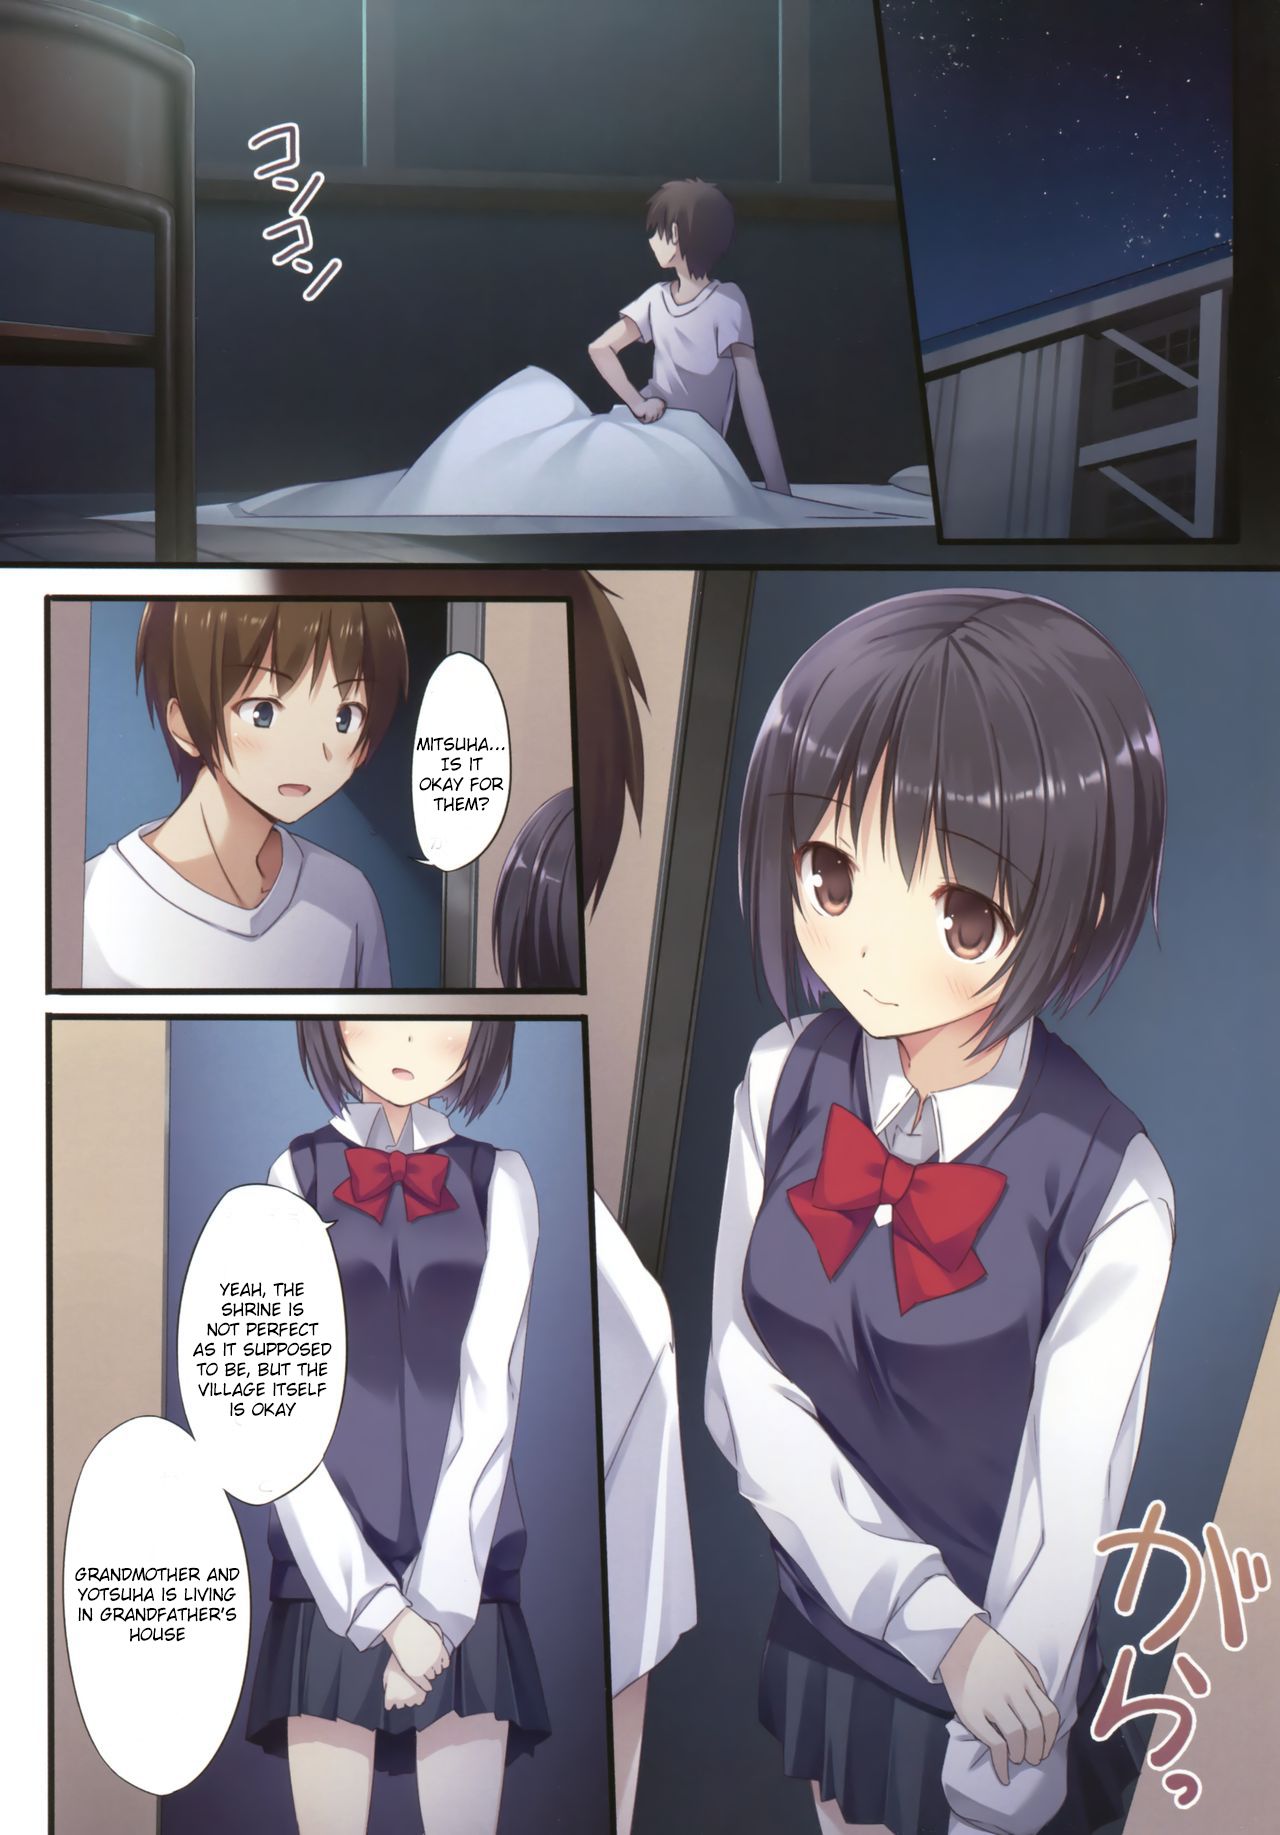 コンコン
がらっ
MITSUHA...
IS IT
OKAY FOR
THEM?
YEAH, THE
SHRINE IS
NOT PERFECT
AS IT SUPPOSED
TO BE, BUT THE
VILLAGE ITSELF
IS OKAY
GRANDMOTHER AND
YOTSUHA IS LIVING
IN GRANDFATHER'S
HOUSE